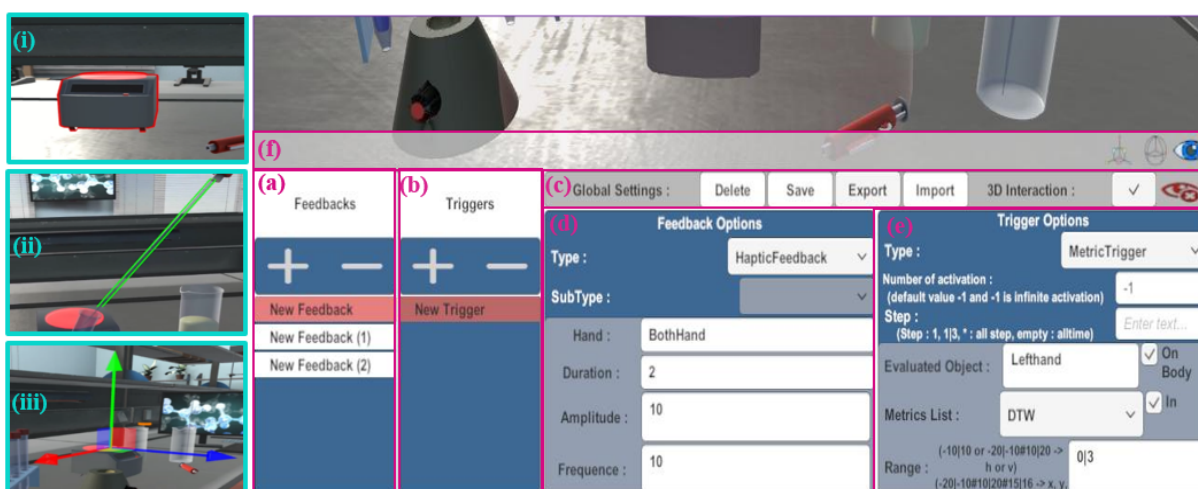 (i)
(ii)
(iii)
(f)
(a)
Feedbacks
New Feedback
New Feedback (1)
New Feedback (2)
(b)
Triggers
New Trigger
(c) Global Settings : Delete Save Export Import 3D Interaction :
(d) Feedback Options
Type : HapticFeedback
SubType :
Hand : BothHand
Duration : 2
Amplitude : 10
Frequence : 10
(e) Trigger Options
Type : MetricTrigger
Number of activation :
(default value -1 and -1 is infinite activation) -1
Step :
(Step : 1, 1|3, * : all step, empty : alltime) Enter text...
Evaluated Object : Lefthand On
Body
Metrics List : DTW In
(-10|10 or -20|-10#10|20 ->
Range : h or v) 0|3
(-20|-10#10|20#15|16 -> x, y,